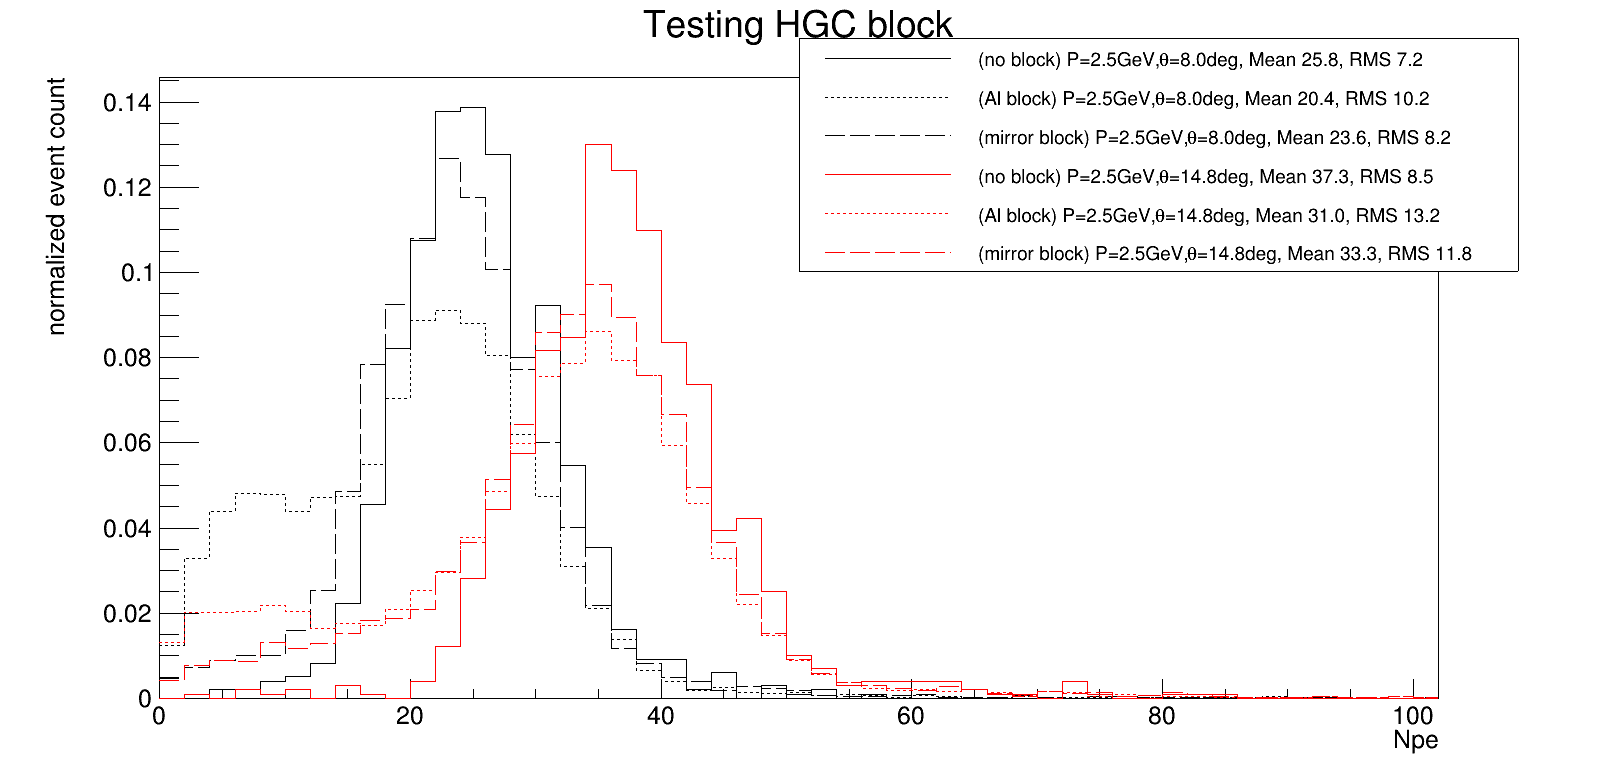 Testing HGC block
(no block) P=2.5GeV,θ=8.0deg, Mean 25.8, RMS 7.2
(Al block) P=2.5GeV,θ=8.0deg, Mean 20.4, RMS 10.2
(mirror block) P=2.5GeV,θ=8.0deg, Mean 23.6, RMS 8.2
(no block) P=2.5GeV,θ=14.8deg, Mean 37.3, RMS 8.5
(Al block) P=2.5GeV,θ=14.8deg, Mean 31.0, RMS 13.2
(mirror block) P=2.5GeV,θ=14.8deg, Mean 33.3, RMS 11.8
normalized event count
0.14
0.12
0.1
0.08
0.06
0.04
0.02
0
0 20 40 60 80 100
Npe